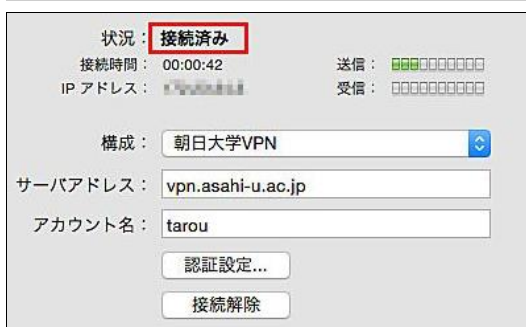 状況： 接続済み
接続時間： 00:00:42 送信：
IP アドレス： 受信：
構成： 朝日大学VPN
サーバアドレス： vpn.asahi-u.ac.jp
アカウント名： tarou
認証設定...
接続解除